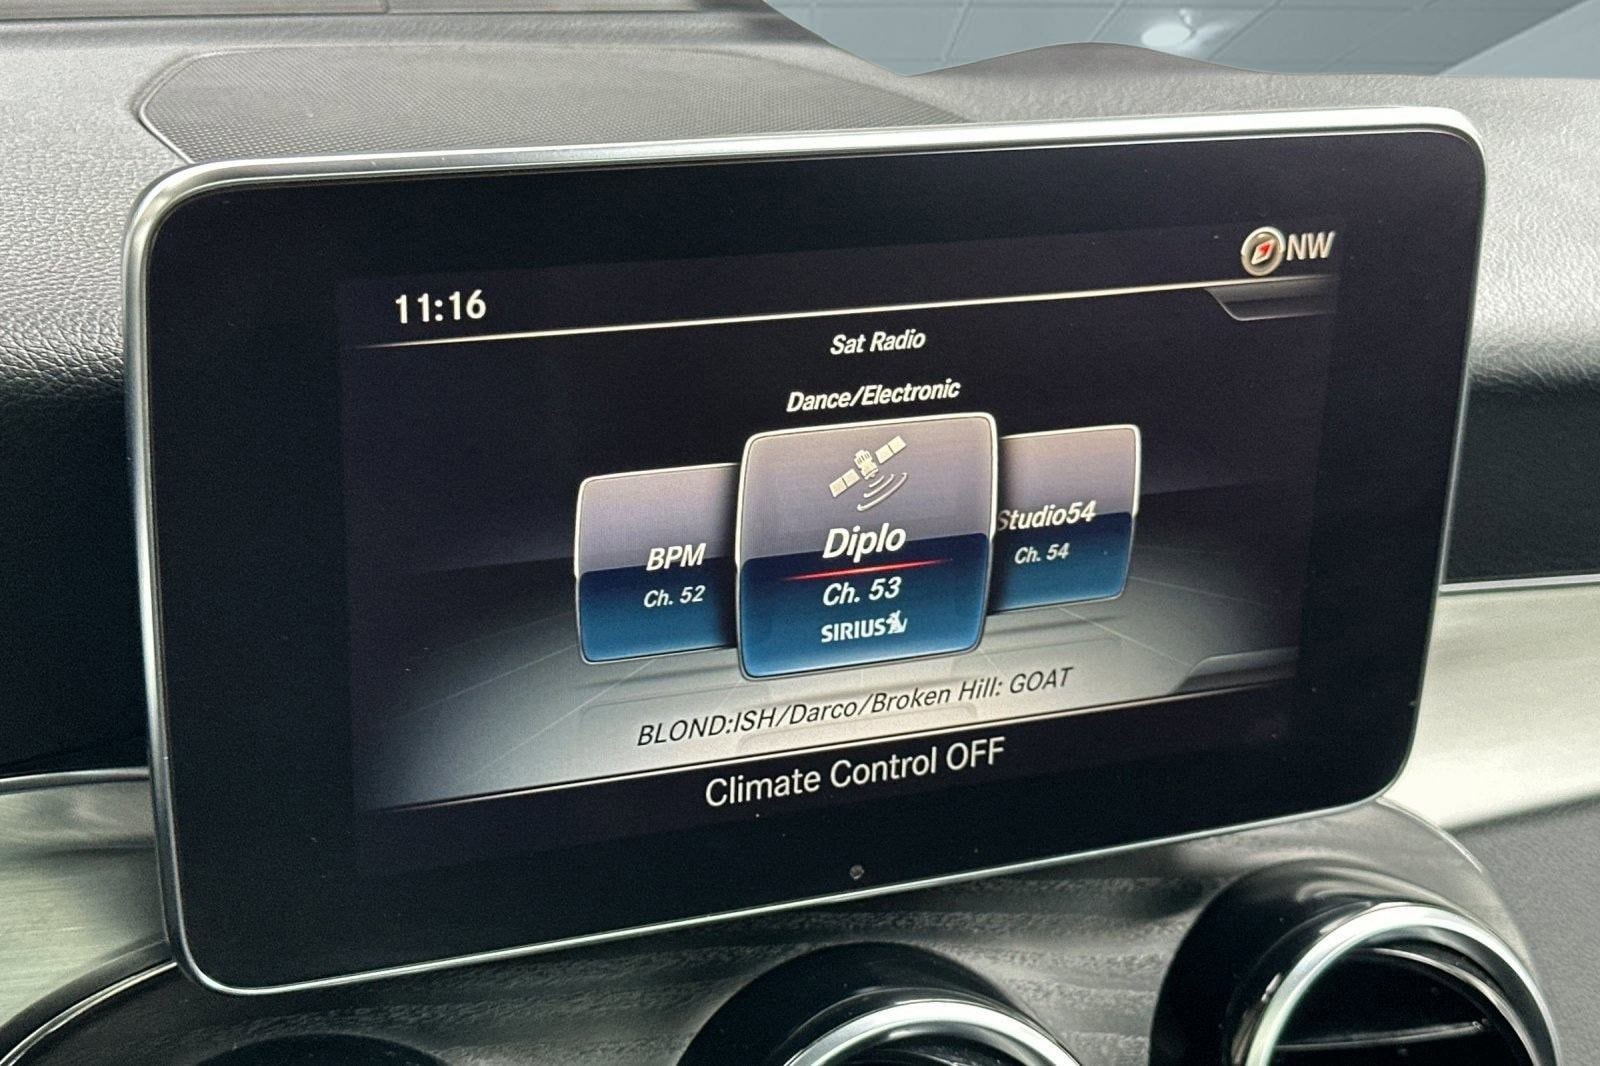 NW
11:16
Sat Radio
Dance/Electronic
BPM
Ch. 52
Diplo
Ch. 53
SIRIUS
Studio54
Ch. 54
BLOND:ISH/Darco/Broken Hill: GOAT
Climate Control OFF